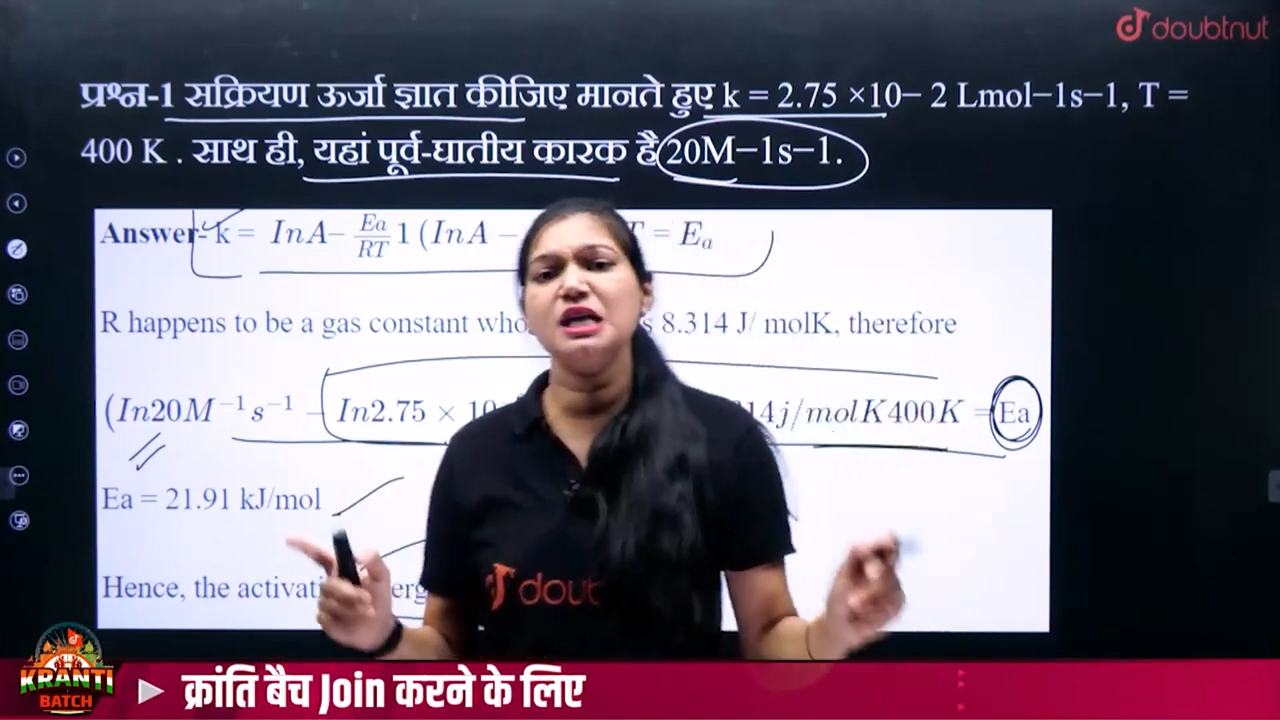 doubtnut
प्रश्न-1 सक्रियण ऊर्जा ज्ञात कीजिए मानते हुए k = 2.75 ×10− 2 Lmol−1s−1, T =
400 K . साथ ही, यहां पूर्व-घातीय कारक है 20M−1s−1.
Answer- k = InA− Ea/RT 1 (InA − T = Ea
R happens to be a gas constant 8.314 J/ molK, therefore
(In20M⁻¹s⁻¹ − In2.75 × 10 14j/molK400K = Ea
Ea = 21.91 kJ/mol
Hence, the
doubt
KRANTI
BATCH
क्रांति बैच Join करने के लिए